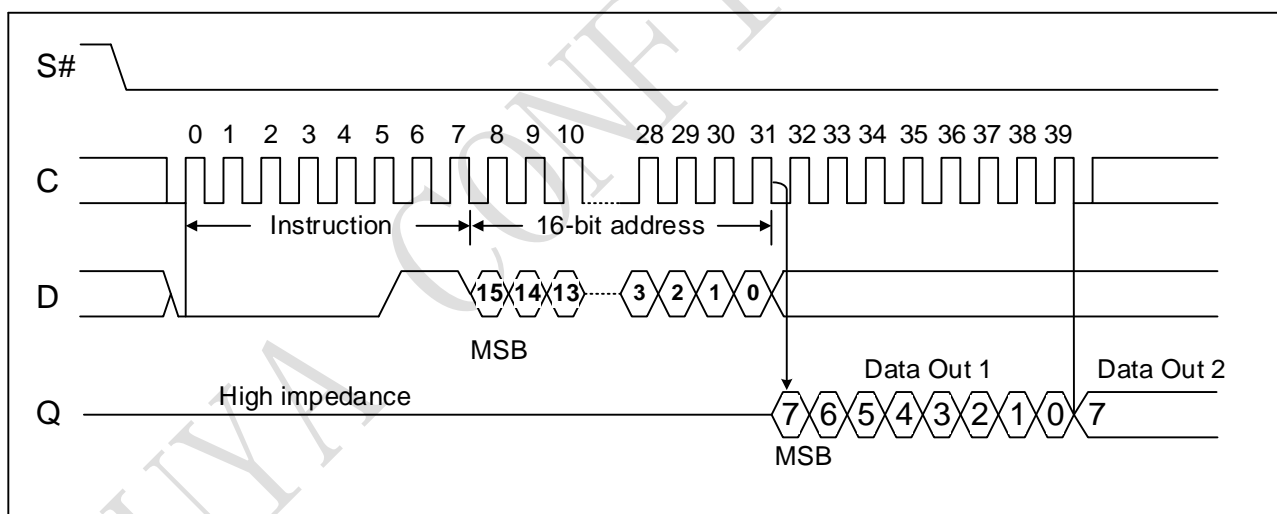 S#
0 1 2 3 4 5 6 7 8 9 10 28 29 30 31 32 33 34 35 36 37 38 39
C
Instruction 16-bit address
D 15 14 13 3 2 1 0
MSB
Data Out 1 Data Out 2
High impedance
Q 7 6 5 4 3 2 1 0 7
MSB